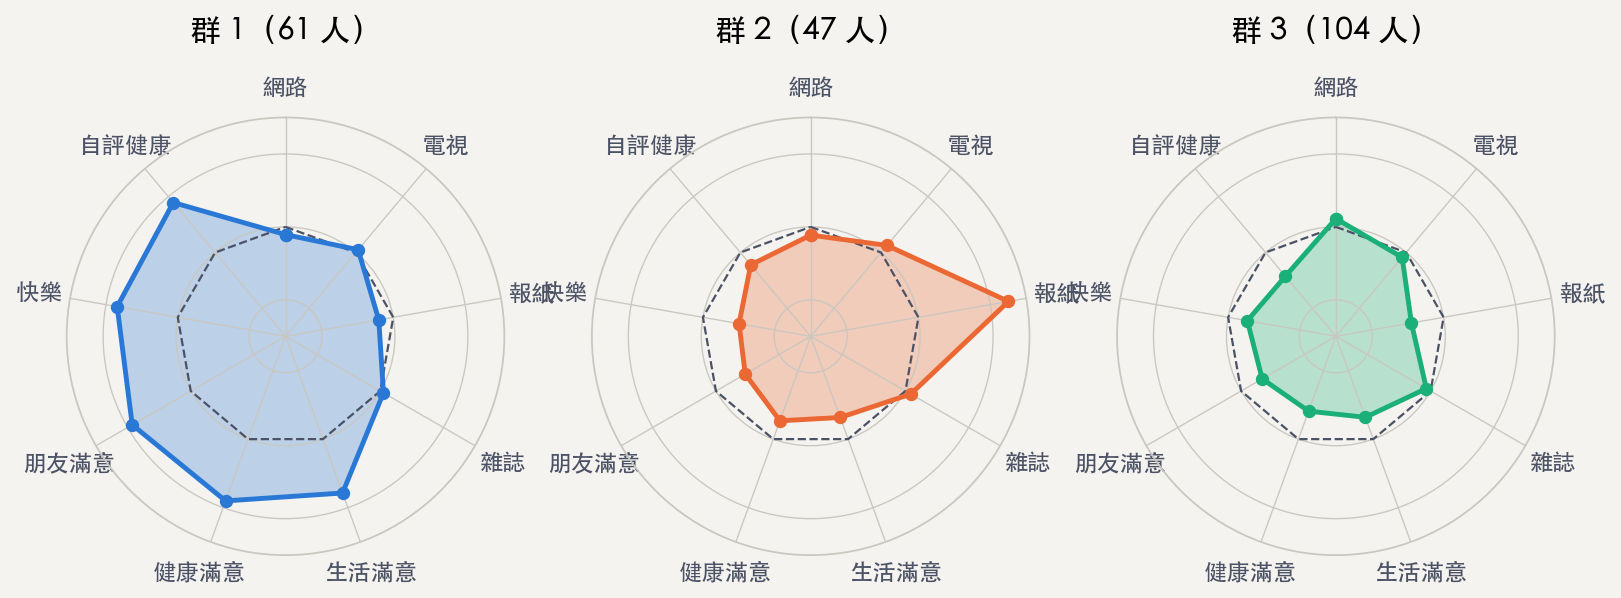 群 1（61 人）
網路
電視
報紙
雜誌
生活滿意
健康滿意
朋友滿意
快樂
自評健康
群 2（47 人）
網路
電視
報紙
雜誌
生活滿意
健康滿意
朋友滿意
快樂
自評健康
群 3（104 人）
網路
電視
報紙
雜誌
生活滿意
健康滿意
朋友滿意
快樂
自評健康